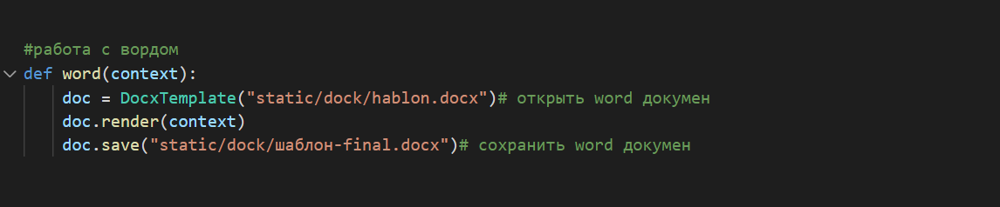 #работа с вордом
def word(context):
    doc = DocxTemplate("static/dock/hablon.docx")# открыть word докумен
    doc.render(context)
    doc.save("static/dock/шаблон-final.docx")# сохранить word докумен